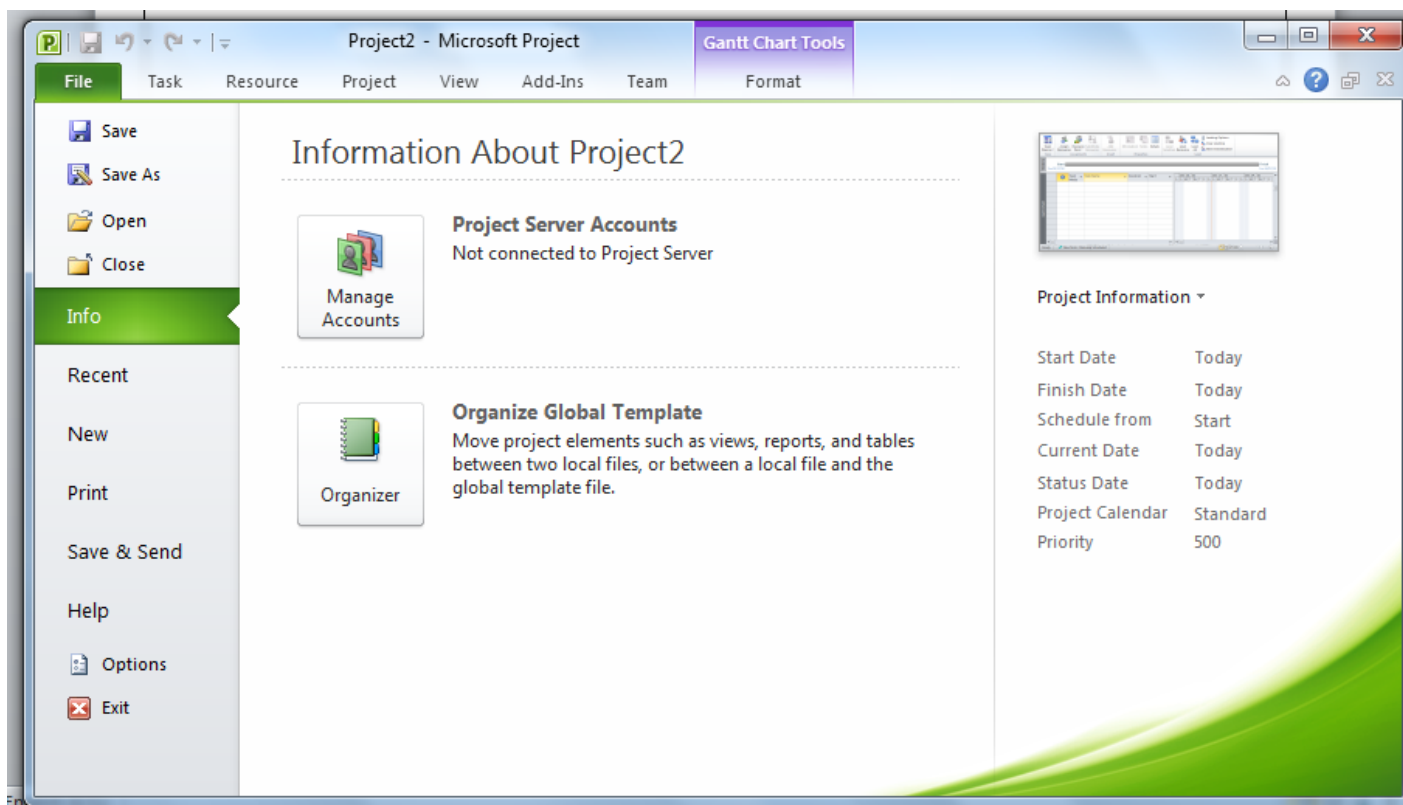 Project2 - Microsoft Project
Gantt Chart Tools
File Task Resource Project View Add-Ins Team Format
Save
Save As
Open
Close
Info
Recent
New
Print
Save & Send
Help
Options
Exit
Information About Project2
Manage
Accounts
Project Server Accounts
Not connected to Project Server
Organizer
Organize Global Template
Move project elements such as views, reports, and tables
between two local files, or between a local file and the
global template file.
Project Information
Start Date Today
Finish Date Today
Schedule from Start
Current Date Today
Status Date Today
Project Calendar Standard
Priority 500